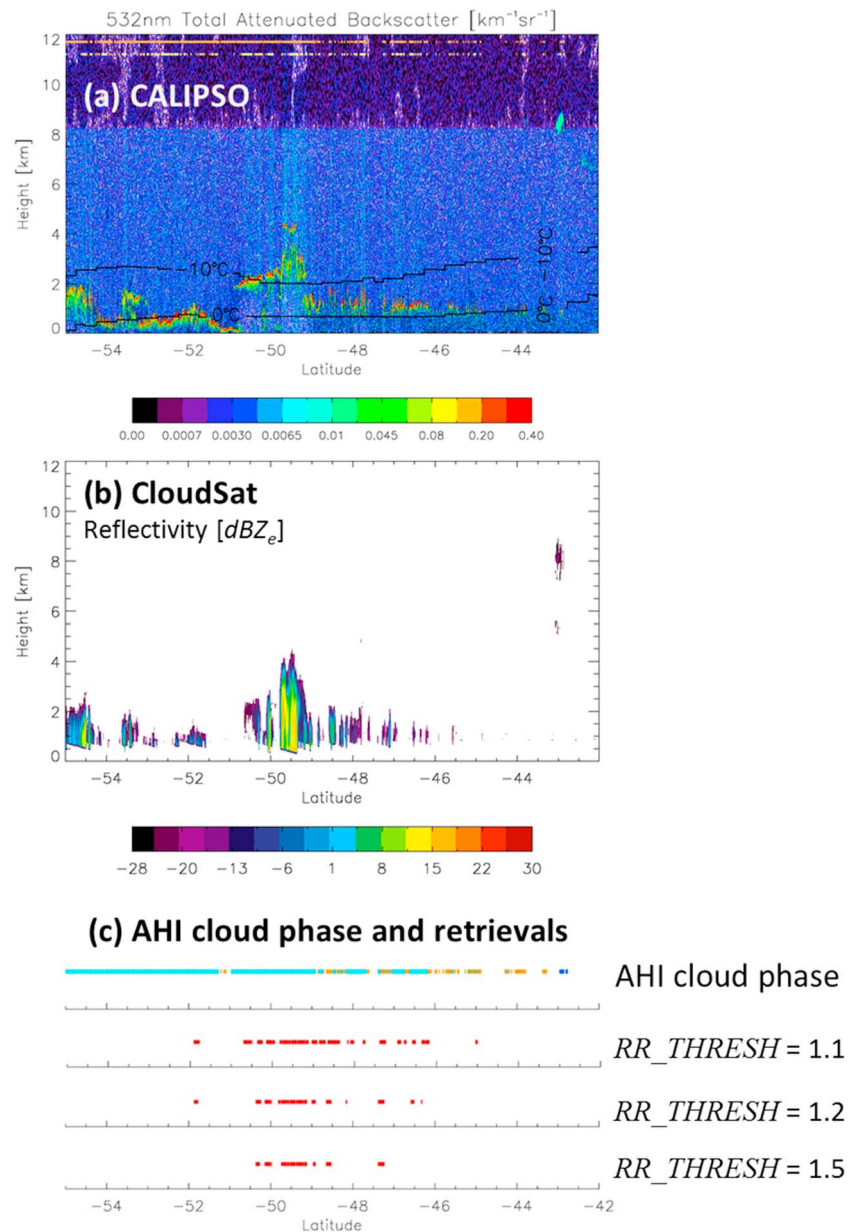 532nm Total Attenuated Backscatter [km⁻¹sr⁻¹]
12
10
8
6
4
2
0
Height [km]
(a) CALIPSO
−10°C
0°C
−10°C
0°C
−54 −52 −50 −48 −46 −44
Latitude
0.00 0.0007 0.0030 0.0065 0.01 0.045 0.08 0.20 0.40
12
10
8
6
4
2
0
Height [km]
(b) CloudSat
Reflectivity [dBZₑ]
−54 −52 −50 −48 −46 −44
Latitude
−28 −20 −13 −6 1 8 15 22 30
(c) AHI cloud phase and retrievals
AHI cloud phase
RR_THRESH = 1.1
RR_THRESH = 1.2
RR_THRESH = 1.5
−54 −52 −50 −48 −46 −44 −42
Latitude